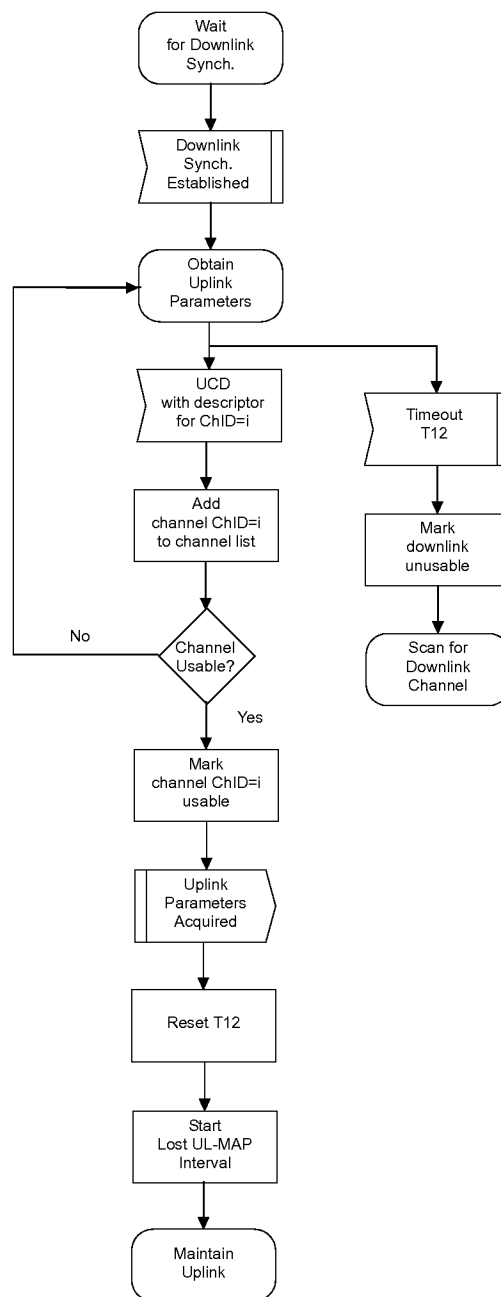 Wait
for Downlink
Synch.
Downlink
Synch.
Established
Obtain
Uplink
Parameters
UCD
with descriptor
for ChID=i
Timeout
T12
Add
channel ChID=i
to channel list
Mark
downlink
unusable
No
Channel
Usable?
Scan for
Downlink
Channel
Yes
Mark
channel ChID=i
usable
Uplink
Parameters
Acquired
Reset T12
Start
Lost UL-MAP
Interval
Maintain
Uplink